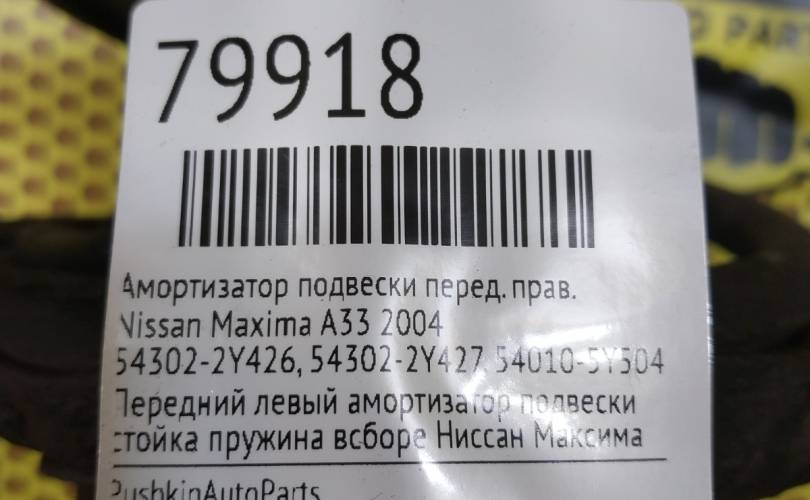 79918
G PART
Амортизатор подвески перед. прав.
Nissan Maxima A33 2004
54302-2Y426, 54302-2Y427, 54010-5Y504
Передний левый амортизатор подвески
стойка пружина всборе Ниссан Максима
PushkinAutoParts